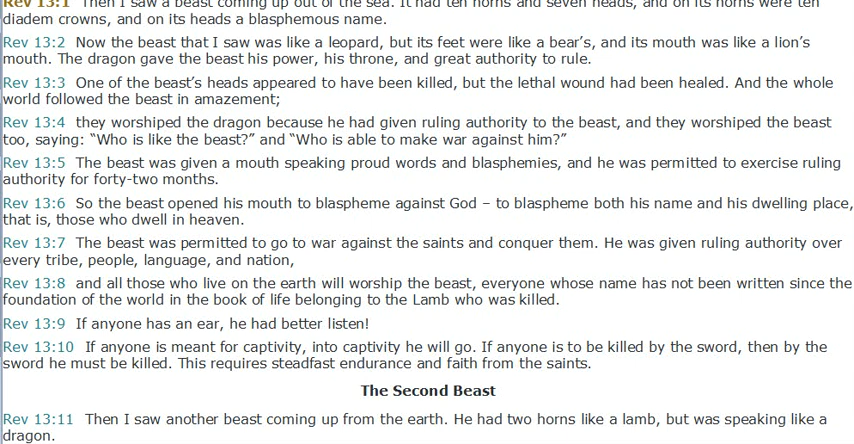 Rev 13:1 Then I saw a beast coming up out of the sea. It had ten horns and seven heads, and on its horns were ten
diadem crowns, and on its heads a blasphemous name.
Rev 13:2 Now the beast that I saw was like a leopard, but its feet were like a bear’s, and its mouth was like a lion’s
mouth. The dragon gave the beast his power, his throne, and great authority to rule.
Rev 13:3 One of the beast’s heads appeared to have been killed, but the lethal wound had been healed. And the whole
world followed the beast in amazement;
Rev 13:4 they worshiped the dragon because he had given ruling authority to the beast, and they worshiped the beast
too, saying: “Who is like the beast?” and “Who is able to make war against him?”
Rev 13:5 The beast was given a mouth speaking proud words and blasphemies, and he was permitted to exercise ruling
authority for forty-two months.
Rev 13:6 So the beast opened his mouth to blaspheme against God – to blaspheme both his name and his dwelling place,
that is, those who dwell in heaven.
Rev 13:7 The beast was permitted to go to war against the saints and conquer them. He was given ruling authority over
every tribe, people, language, and nation,
Rev 13:8 and all those who live on the earth will worship the beast, everyone whose name has not been written since the
foundation of the world in the book of life belonging to the Lamb who was killed.
Rev 13:9 If anyone has an ear, he had better listen!
Rev 13:10 If anyone is meant for captivity, into captivity he will go. If anyone is to be killed by the sword, then by the
sword he must be killed. This requires steadfast endurance and faith from the saints.
The Second Beast
Rev 13:11 Then I saw another beast coming up from the earth. He had two horns like a lamb, but was speaking like a
dragon.